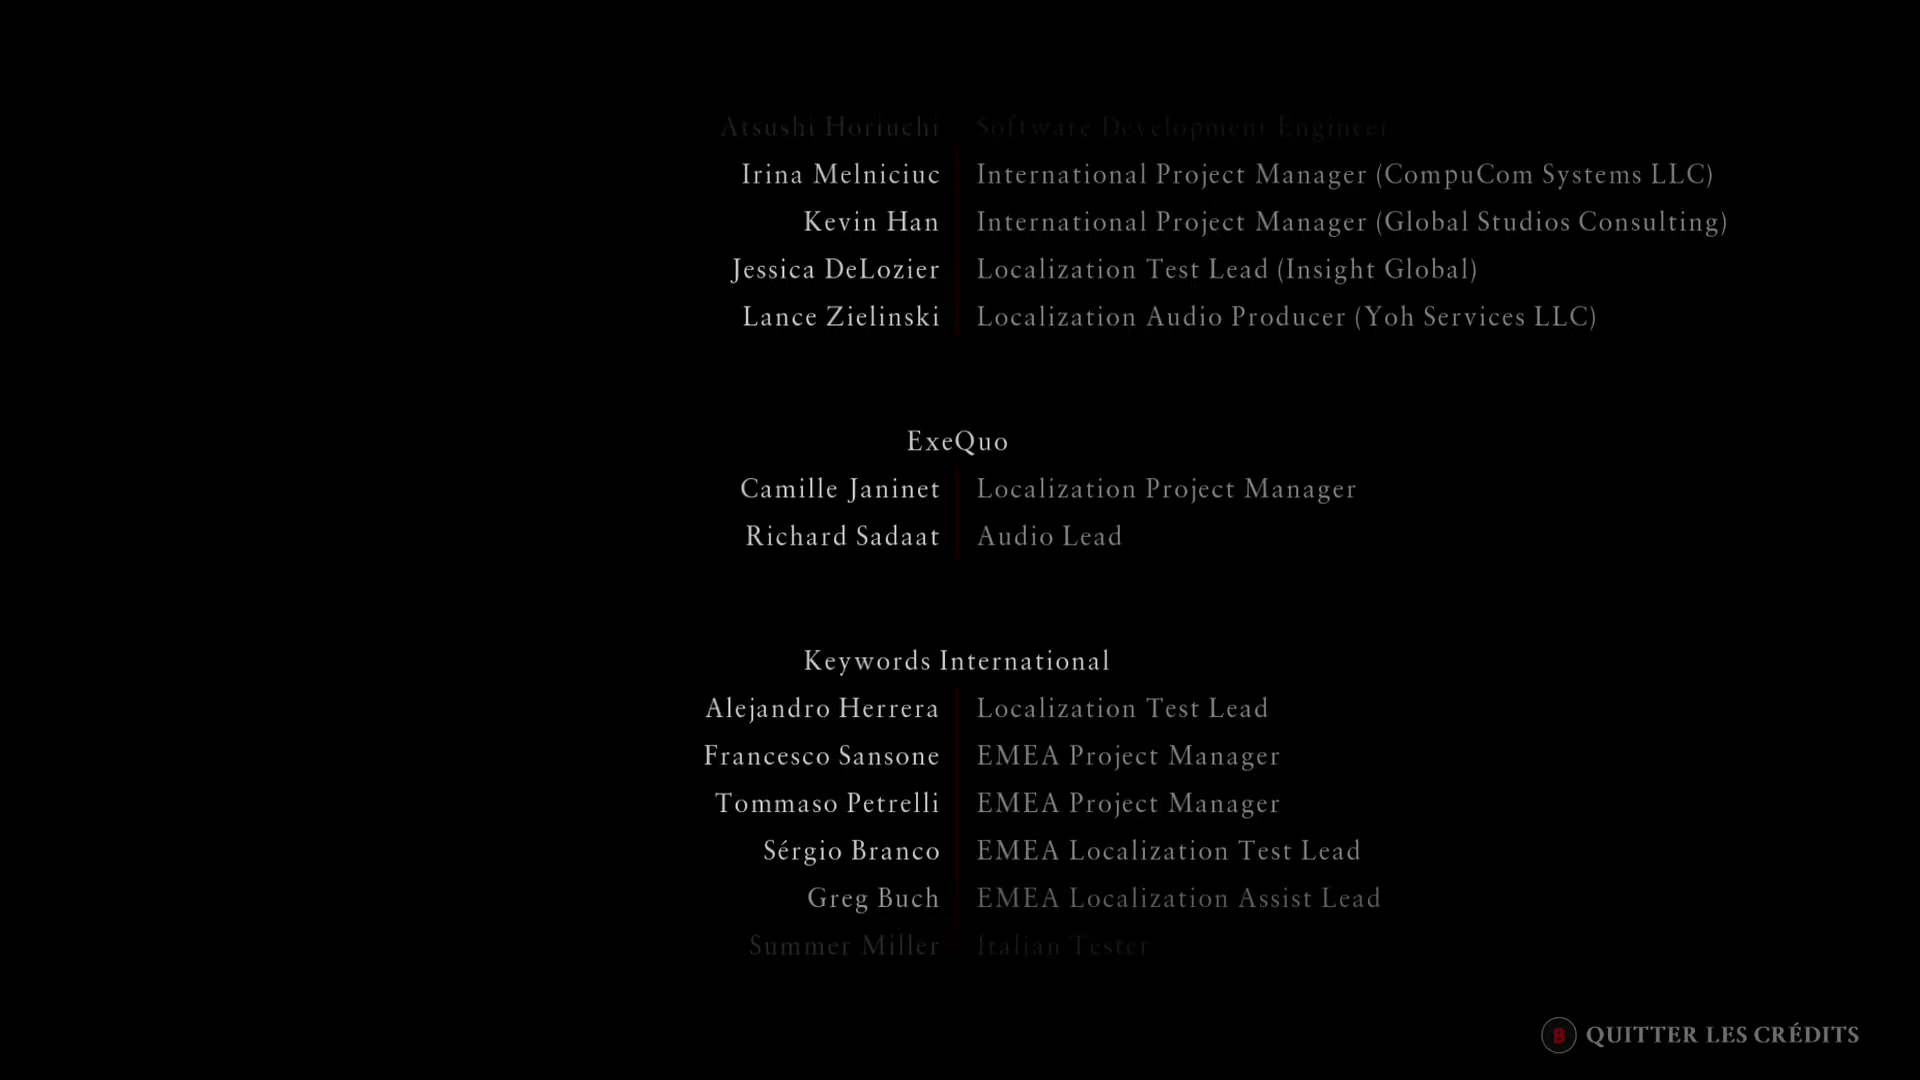 Atsushi Horiuchi Software Development Engineer
Irina Melniciuc International Project Manager (CompuCom Systems LLC)
Kevin Han International Project Manager (Global Studios Consulting)
Jessica DeLozier Localization Test Lead (Insight Global)
Lance Zielinski Localization Audio Producer (Yoh Services LLC)
ExeQuo
Camille Janinet Localization Project Manager
Richard Sadaat Audio Lead
Keywords International
Alejandro Herrera Localization Test Lead
Francesco Sansone EMEA Project Manager
Tommaso Petrelli EMEA Project Manager
Sérgio Branco EMEA Localization Test Lead
Greg Buch EMEA Localization Assist Lead
Summer Miller Italian Tester
B QUITTER LES CRÉDITS